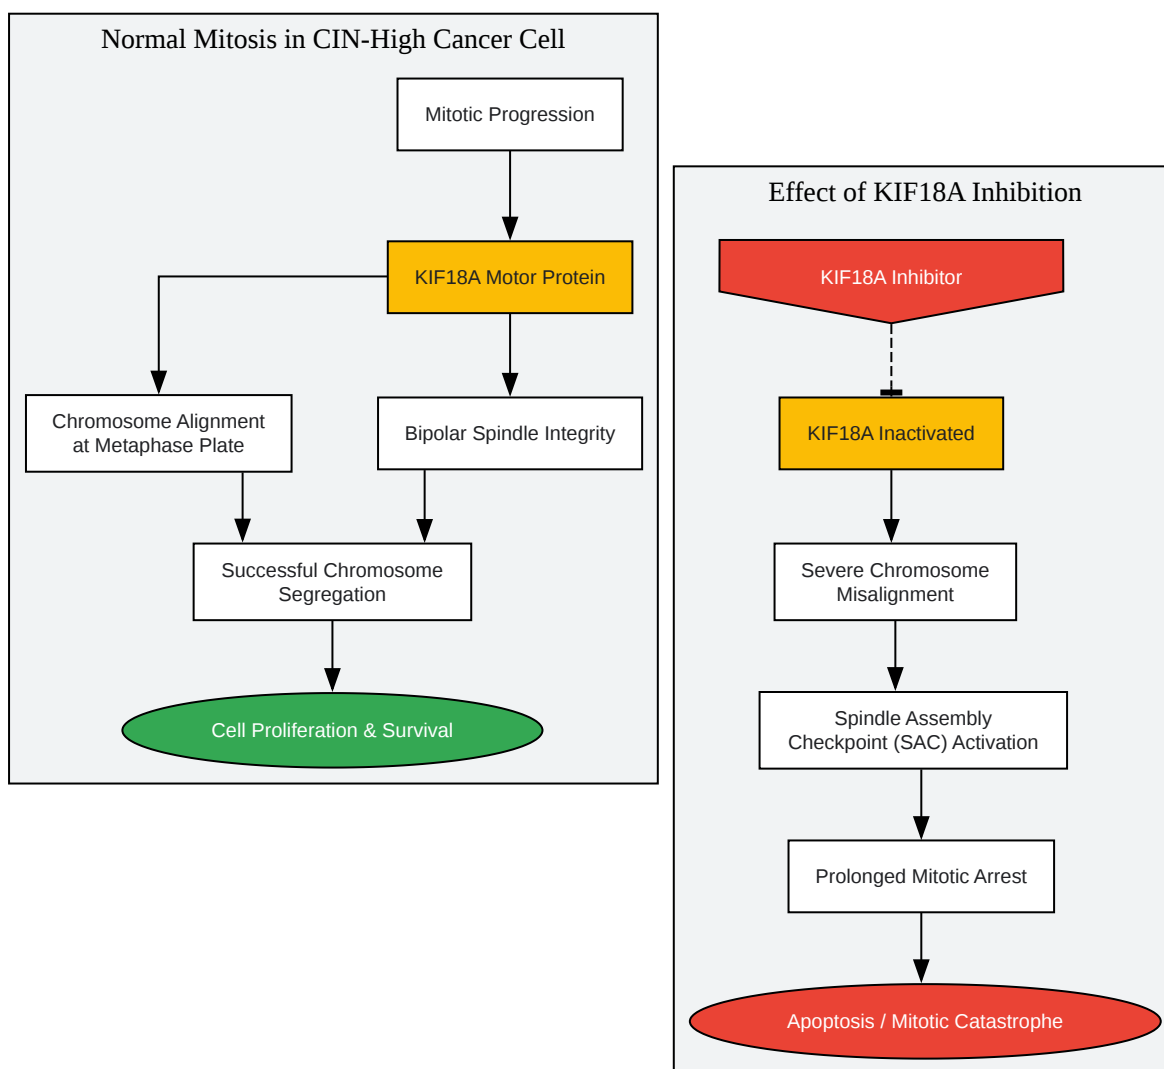 Normal Mitosis in CIN-High Cancer Cell
Mitotic Progression
KIF18A Motor Protein
Chromosome Alignment
at Metaphase Plate
Bipolar Spindle Integrity
Successful Chromosome
Segregation
Cell Proliferation & Survival
Effect of KIF18A Inhibition
KIF18A Inhibitor
KIF18A Inactivated
Severe Chromosome
Misalignment
Spindle Assembly
Checkpoint (SAC) Activation
Prolonged Mitotic Arrest
Apoptosis / Mitotic Catastrophe